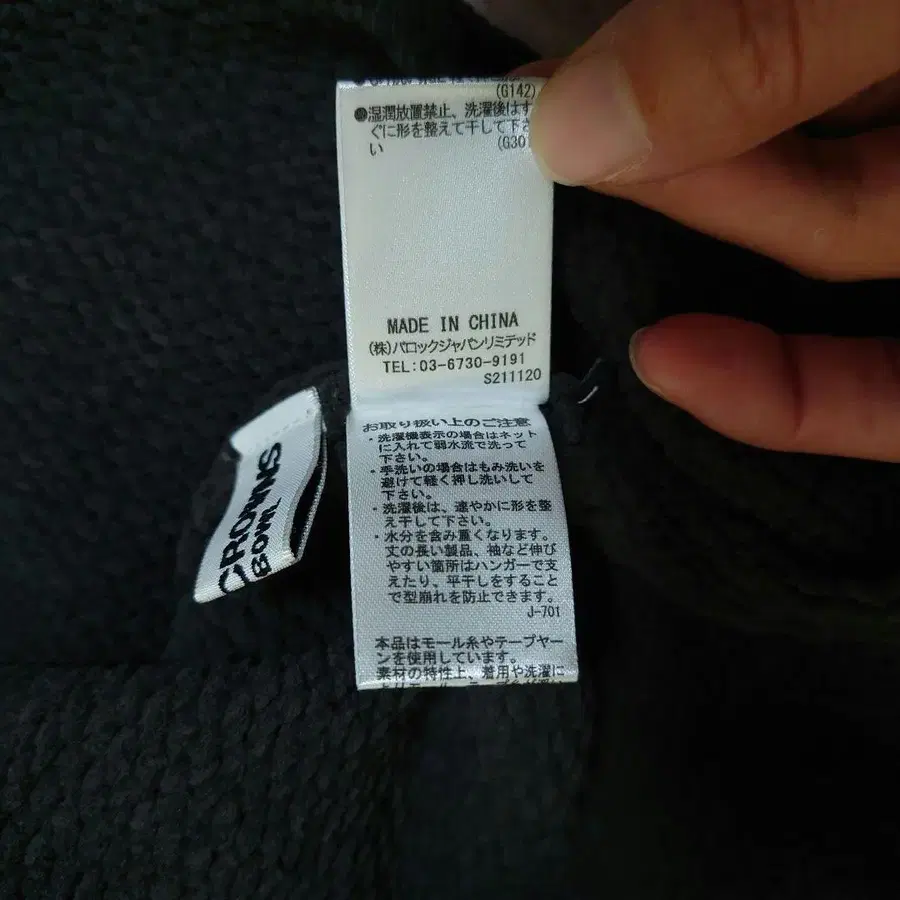 (G142)
●湿潤放置禁止、洗濯後はす
ぐに形を整えて干して下さ
い
(G30
MADE IN CHINA
(株)バロックジャパンリミテッド
TEL:03-6730-9191
S211120
お取り扱い上のご注意
・洗濯機表示の場合はネット
に入れて弱水流で洗って
下さい。
・手洗いの場合はもみ洗いを
避けて軽く押し洗いして
下さい。
・洗濯後は、速やかに形を整
え干して下さい。
・水分を含み重くなります。
丈の長い製品、袖など伸び
やすい箇所はハンガーで支
えたり、平干しをすること
で型崩れを防止できます。
J-701
本品はモール糸やテープヤー
ンを使用しています。
素材の特性上、着用や洗濯に
CROWNS
BOWL